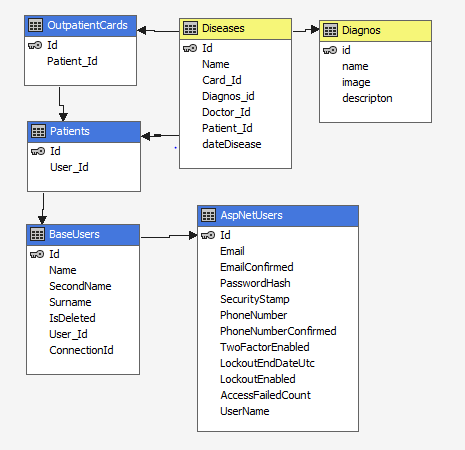 OutpatientCards
Id
Patient_Id
Diseases
Id
Name
Card_Id
Diagnos_id
Doctor_Id
Patient_Id
dateDisease
Diagnos
id
name
image
descripton
Patients
Id
User_Id
BaseUsers
Id
Name
SecondName
Surname
IsDeleted
User_Id
ConnectionId
AspNetUsers
Id
Email
EmailConfirmed
PasswordHash
SecurityStamp
PhoneNumber
PhoneNumberConfirmed
TwoFactorEnabled
LockoutEndDateUtc
LockoutEnabled
AccessFailedCount
UserName